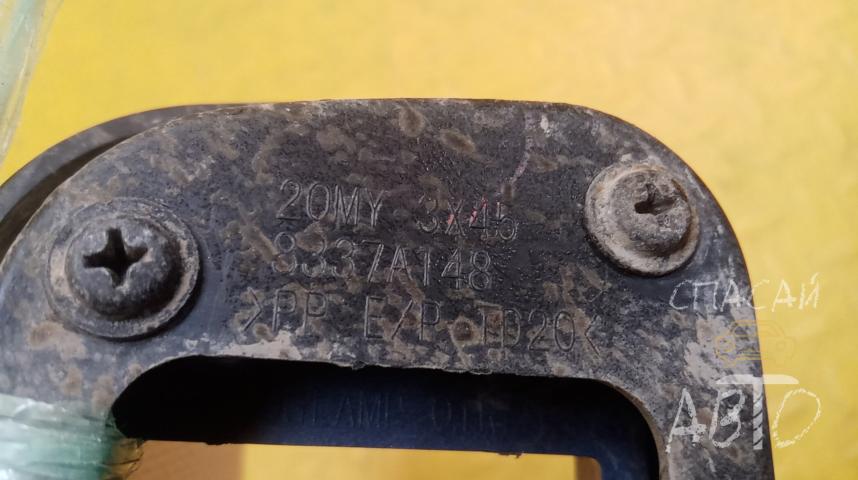 20MY 3X45
8337A148
>PP E/P TD20<
СПАСАЙ
АВТО